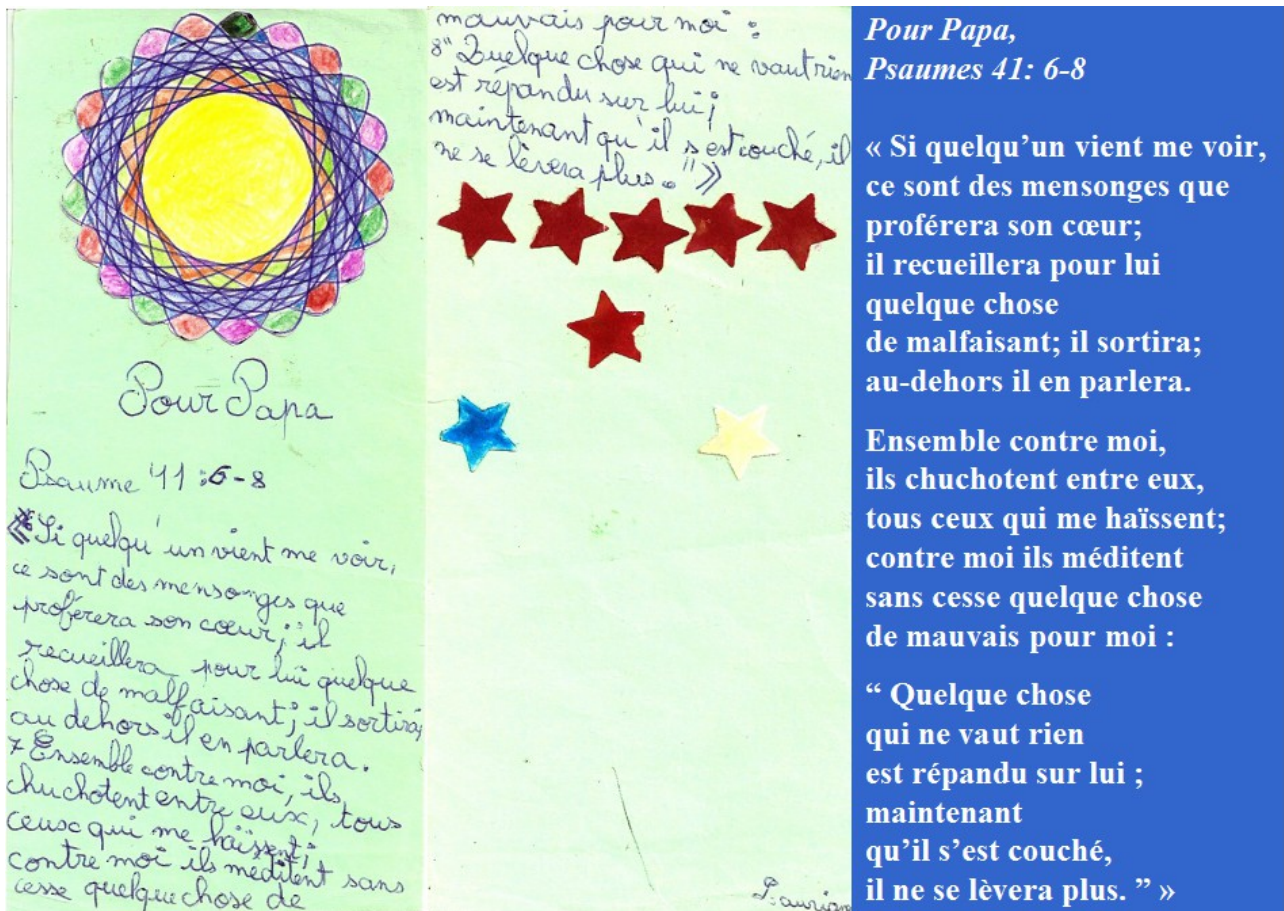 Pour Papa
Psaume 41 : 6-8
« Si quelqu'un vient me voir,
ce sont des mensonges que
proférera son cœur ; il
recueillera pour lui quelque
chose de malfaisant ; il sortira ;
au dehors il en parlera.
7 Ensemble contre moi, ils
chuchotent entre eux, tous
ceux qui me haïssent ;
contre moi ils méditent sans
cesse quelque chose de
mauvais pour moi :
8 " Quelque chose qui ne vaut rien
est répandu sur lui ;
maintenant qu'il s'est couché, il
ne se lèvera plus. " »
Pour Papa,
Psaumes 41: 6-8
« Si quelqu’un vient me voir,
ce sont des mensonges que
proférera son cœur;
il recueillera pour lui
quelque chose
de malfaisant; il sortira;
au-dehors il en parlera.
Ensemble contre moi,
ils chuchotent entre eux,
tous ceux qui me haïssent;
contre moi ils méditent
sans cesse quelque chose
de mauvais pour moi :
“ Quelque chose
qui ne vaut rien
est répandu sur lui ;
maintenant
qu’il s’est couché,
il ne se lèvera plus. ” »